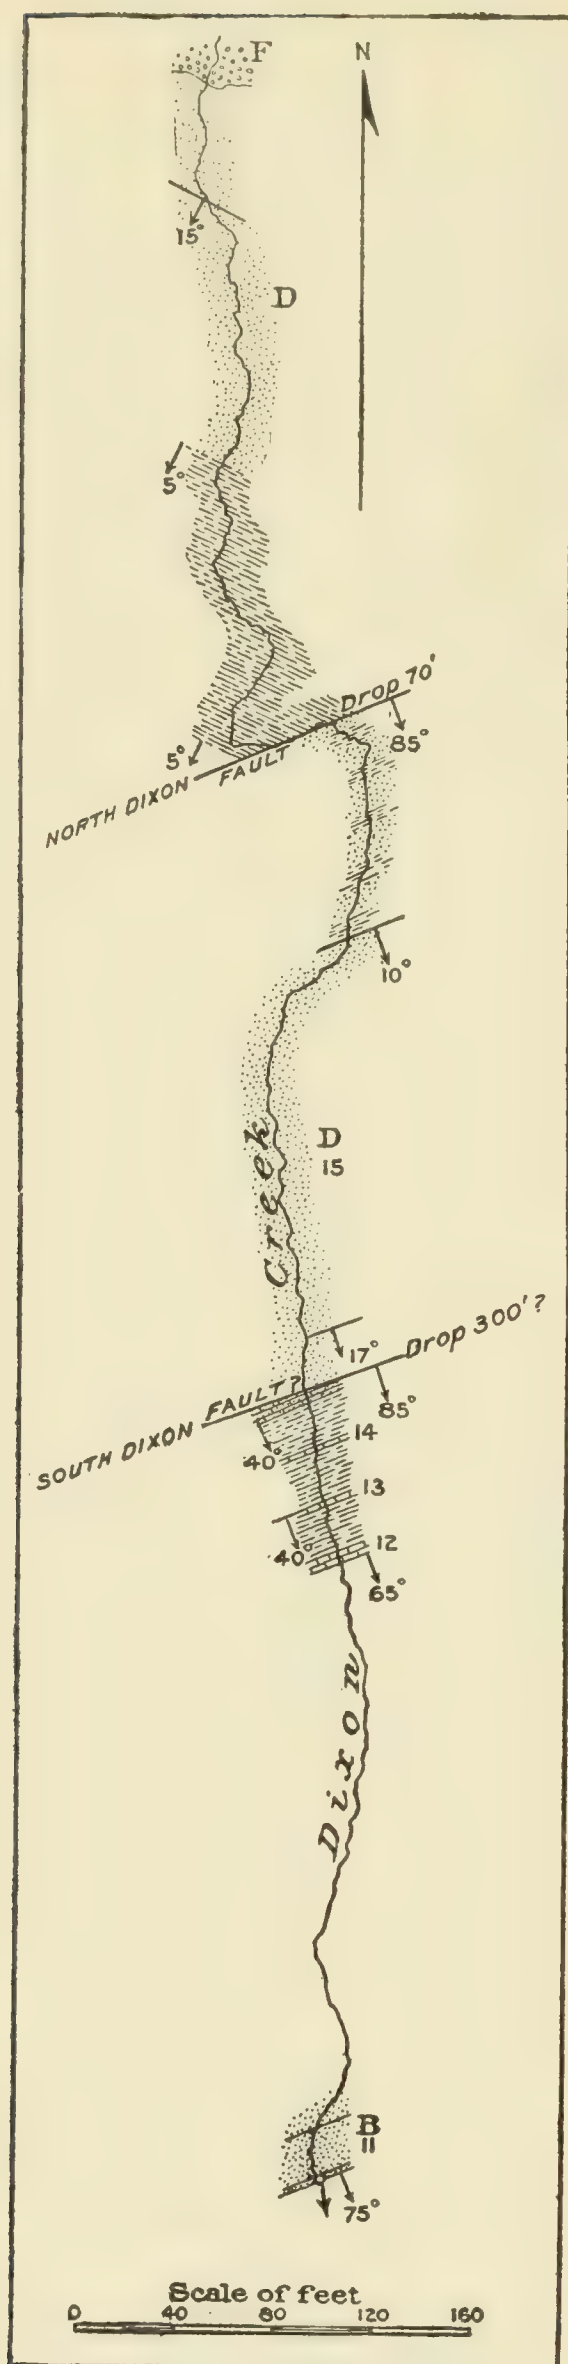 F
N
15°
D
5°
Drop 70'
85°
5°
NORTH DIXON FAULT
10°
D
15
Creek
17°
Drop 300'?
85°
SOUTH DIXON FAULT?
40°
14
13
40°
12
65°
Dixon
B
11
75°
Scale of feet
0 40 80 120 160